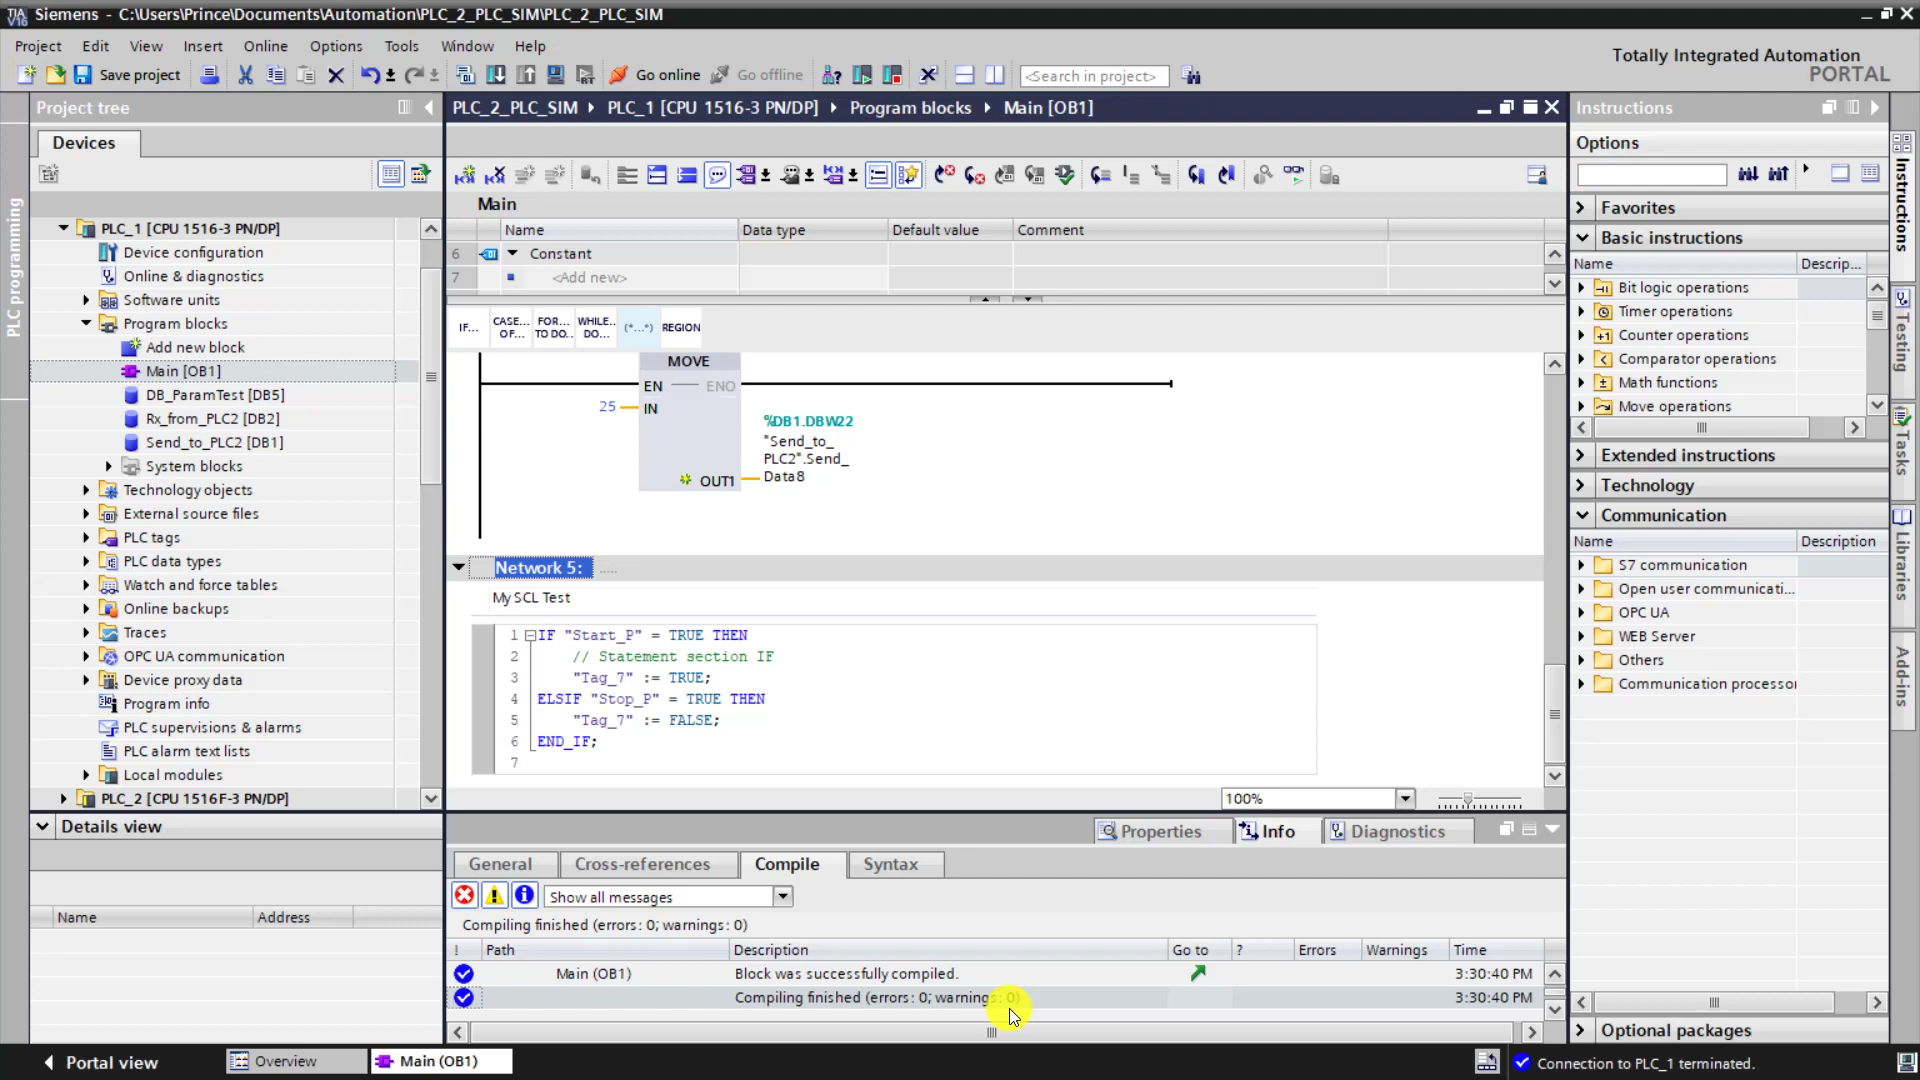 TIA
V16
Siemens - C:\Users\Prince\Documents\Automation\PLC_2_PLC_SIM\PLC_2_PLC_SIM
Project Edit View Insert Online Options Tools Window Help
Totally Integrated Automation
PORTAL
Save project
Go online
Go offline
<Search in project>
Project tree
PLC_2_PLC_SIM
PLC_1 [CPU 1516-3 PN/DP]
Program blocks
Main [OB1]
Instructions
Devices
Options
PLC programming
Main
Name
Data type
Default value
Comment
6
Constant
7
<Add new>
PLC_1 [CPU 1516-3 PN/DP]
Device configuration
Online & diagnostics
Software units
Program blocks
Add new block
Main [OB1]
DB_ParamTest [DB5]
Rx_from_PLC2 [DB2]
Send_to_PLC2 [DB1]
System blocks
Technology objects
External source files
PLC tags
PLC data types
Watch and force tables
Online backups
Traces
OPC UA communication
Device proxy data
Program info
PLC supervisions & alarms
PLC alarm text lists
Local modules
PLC_2 [CPU 1516F-3 PN/DP]
IF...
CASE...
OF...
FOR...
TO DO..
WHILE..
DO...
(*...*)
REGION
MOVE
EN
ENO
25
IN
%DB1.DBW22
"Send_to_
PLC2".Send_
Data8
OUT1
Network 5:
.....
My SCL Test
1 IF "Start_P" = TRUE THEN
2 // Statement section IF
3 "Tag_7" := TRUE;
4 ELSIF "Stop_P" = TRUE THEN
5 "Tag_7" := FALSE;
6 END_IF;
7
100%
Favorites
Basic instructions
Name
Descrip...
Bit logic operations
Timer operations
Counter operations
Comparator operations
Math functions
Move operations
Extended instructions
Technology
Communication
Name
Description
S7 communication
Open user communicati...
OPC UA
WEB Server
Others
Communication processor
Optional packages
Instructions
Testing
Tasks
Libraries
Add-ins
Details view
Name
Address
Properties
Info
Diagnostics
General
Cross-references
Compile
Syntax
Show all messages
Compiling finished (errors: 0; warnings: 0)
!
Path
Description
Go to
?
Errors
Warnings
Time
Main (OB1)
Block was successfully compiled.
3:30:40 PM
Compiling finished (errors: 0; warnings: 0)
3:30:40 PM
Portal view
Overview
Main (OB1)
Connection to PLC_1 terminated.